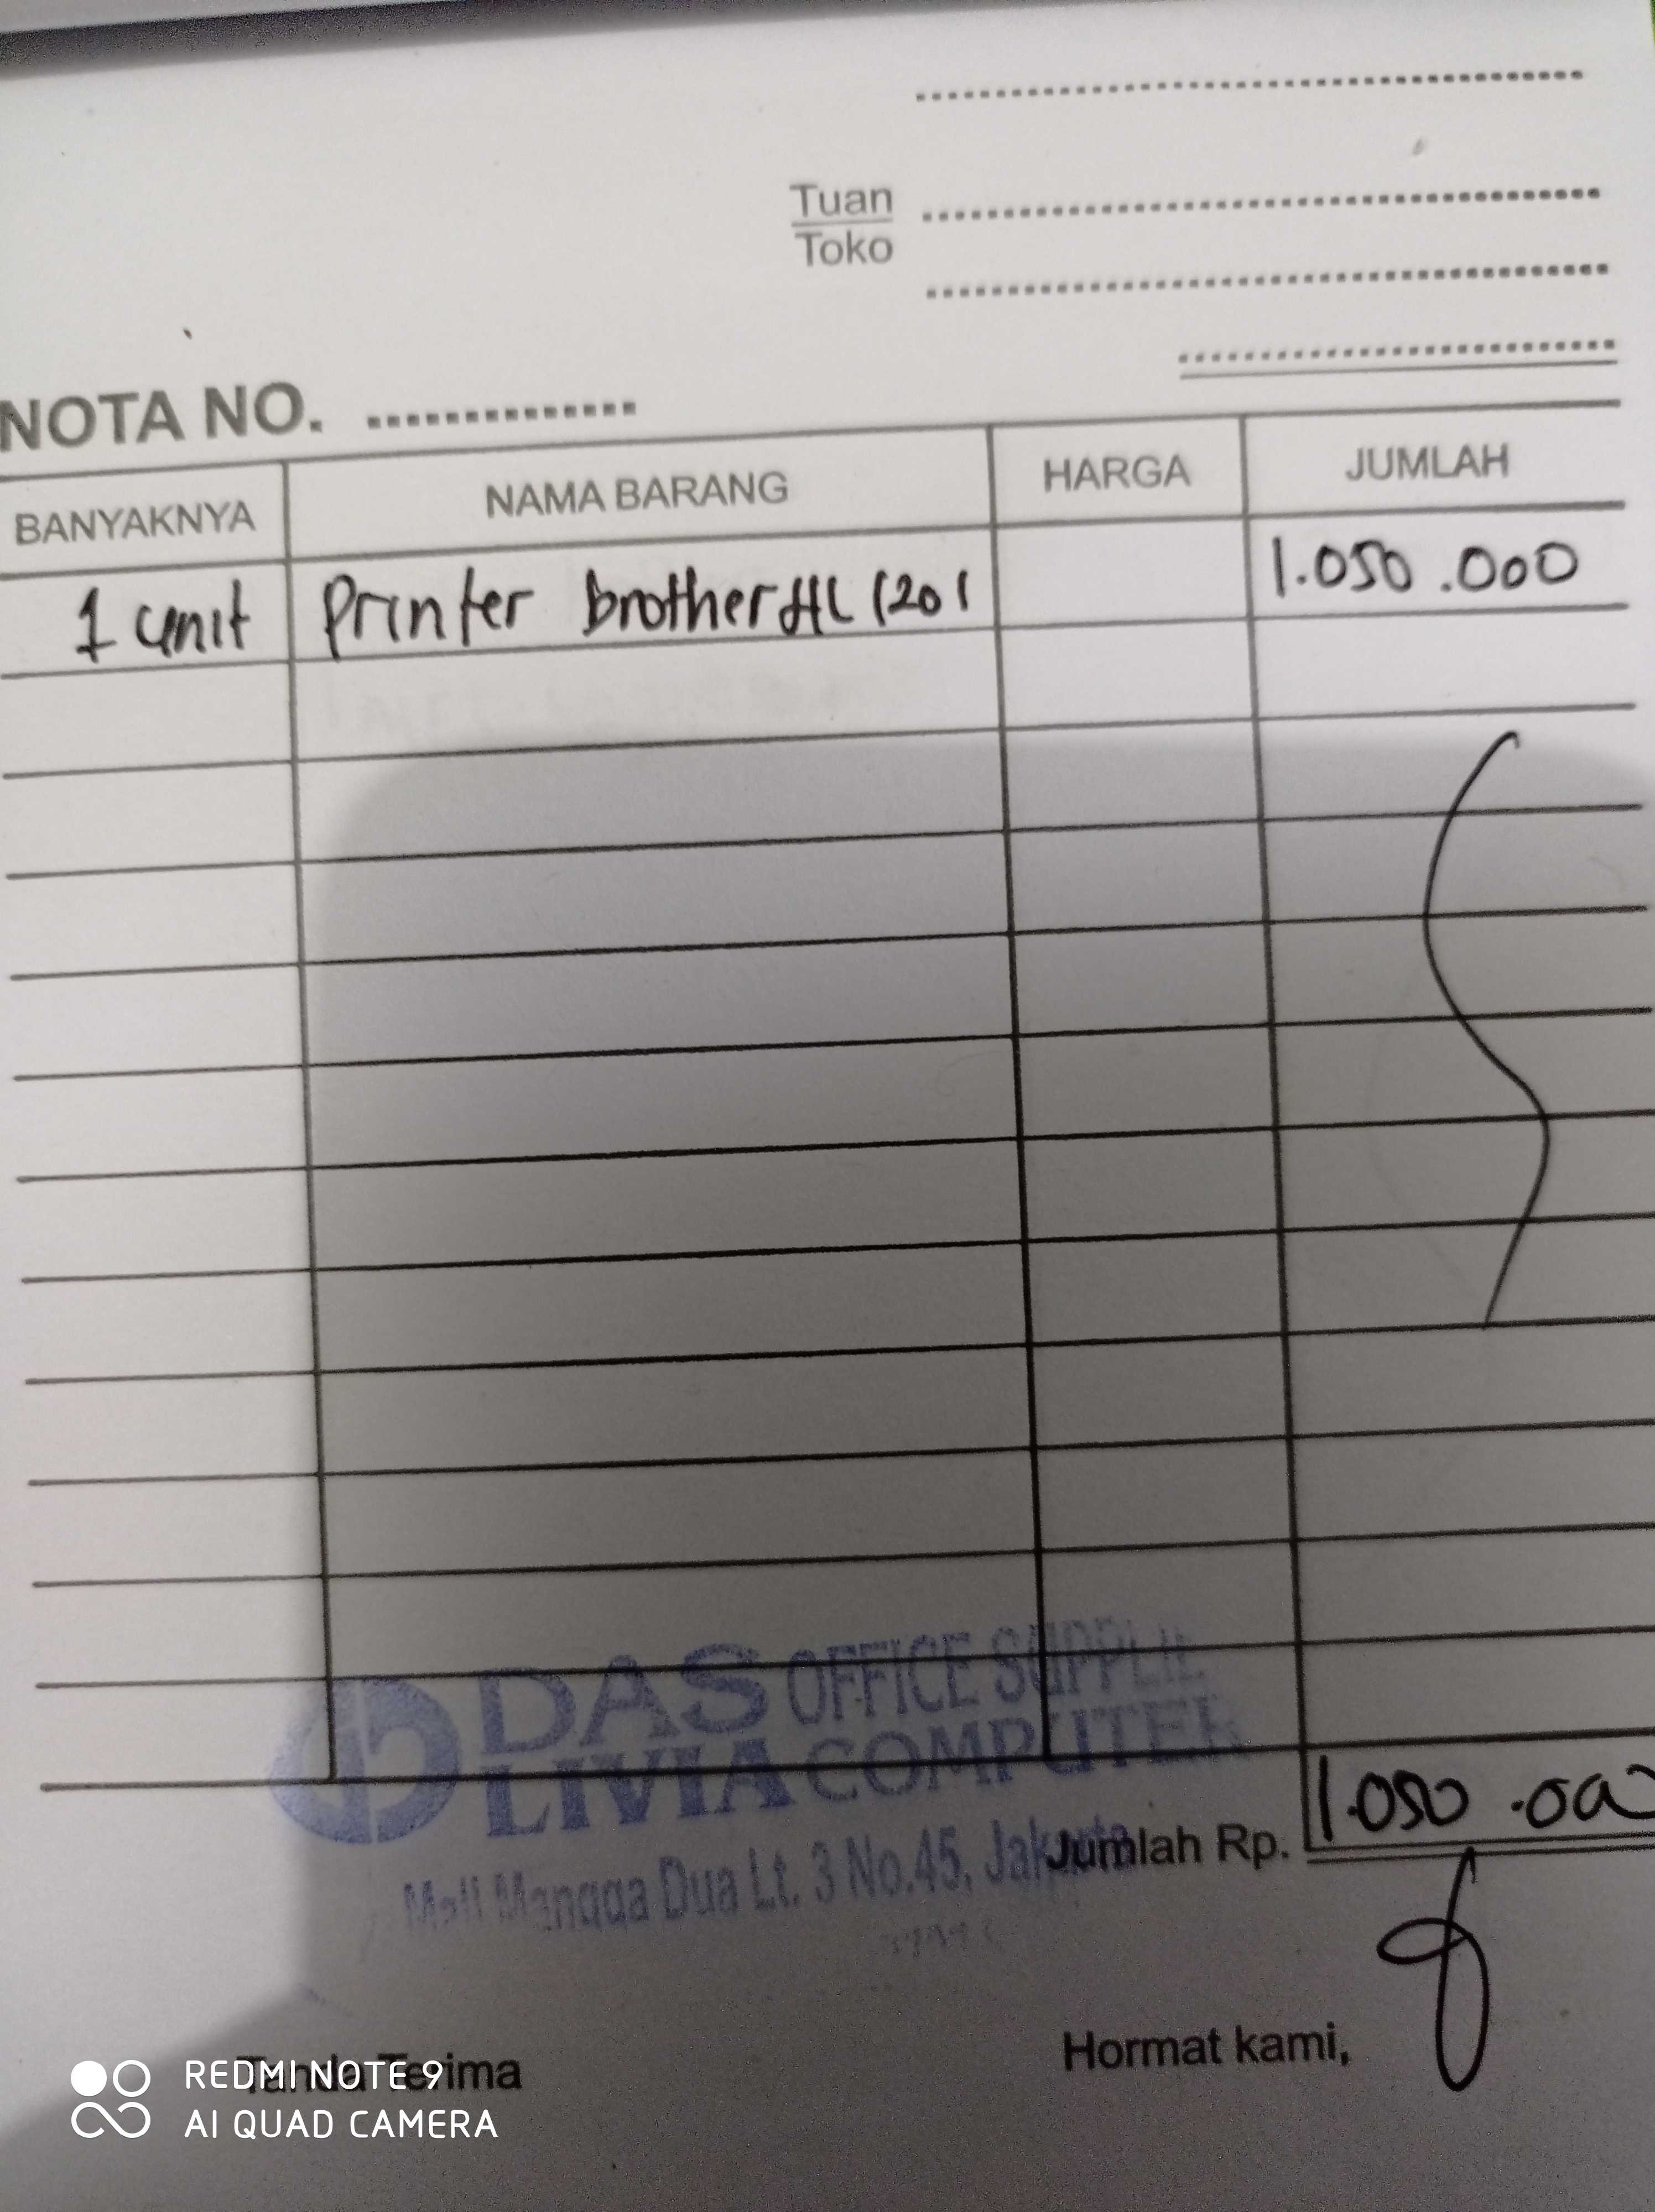 Tuan
Toko
NOTA NO.
BANYAKNYA NAMA BARANG HARGA JUMLAH
1 unit Printer brother HL 1201 1.050.000
DAS OFFICE SUPPLIE
LIVIA COMPUTER
Mall Mangga Dua Lt. 3 No.45, Jakarta
Jumlah Rp. 1.050.000
Hormat kami,
Tanda Terima
REDMI NOTE 9
AI QUAD CAMERA